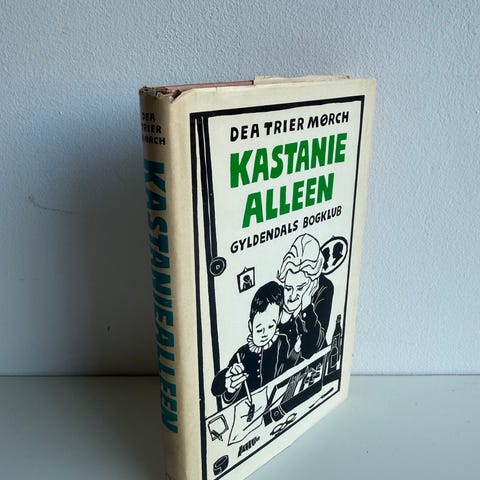 DEA
TRIER
MØRCH
KASTANIEALLEEN
DEA TRIER MØRCH
KASTANIE
ALLEEN
GYLDENDALS BOGKLUB